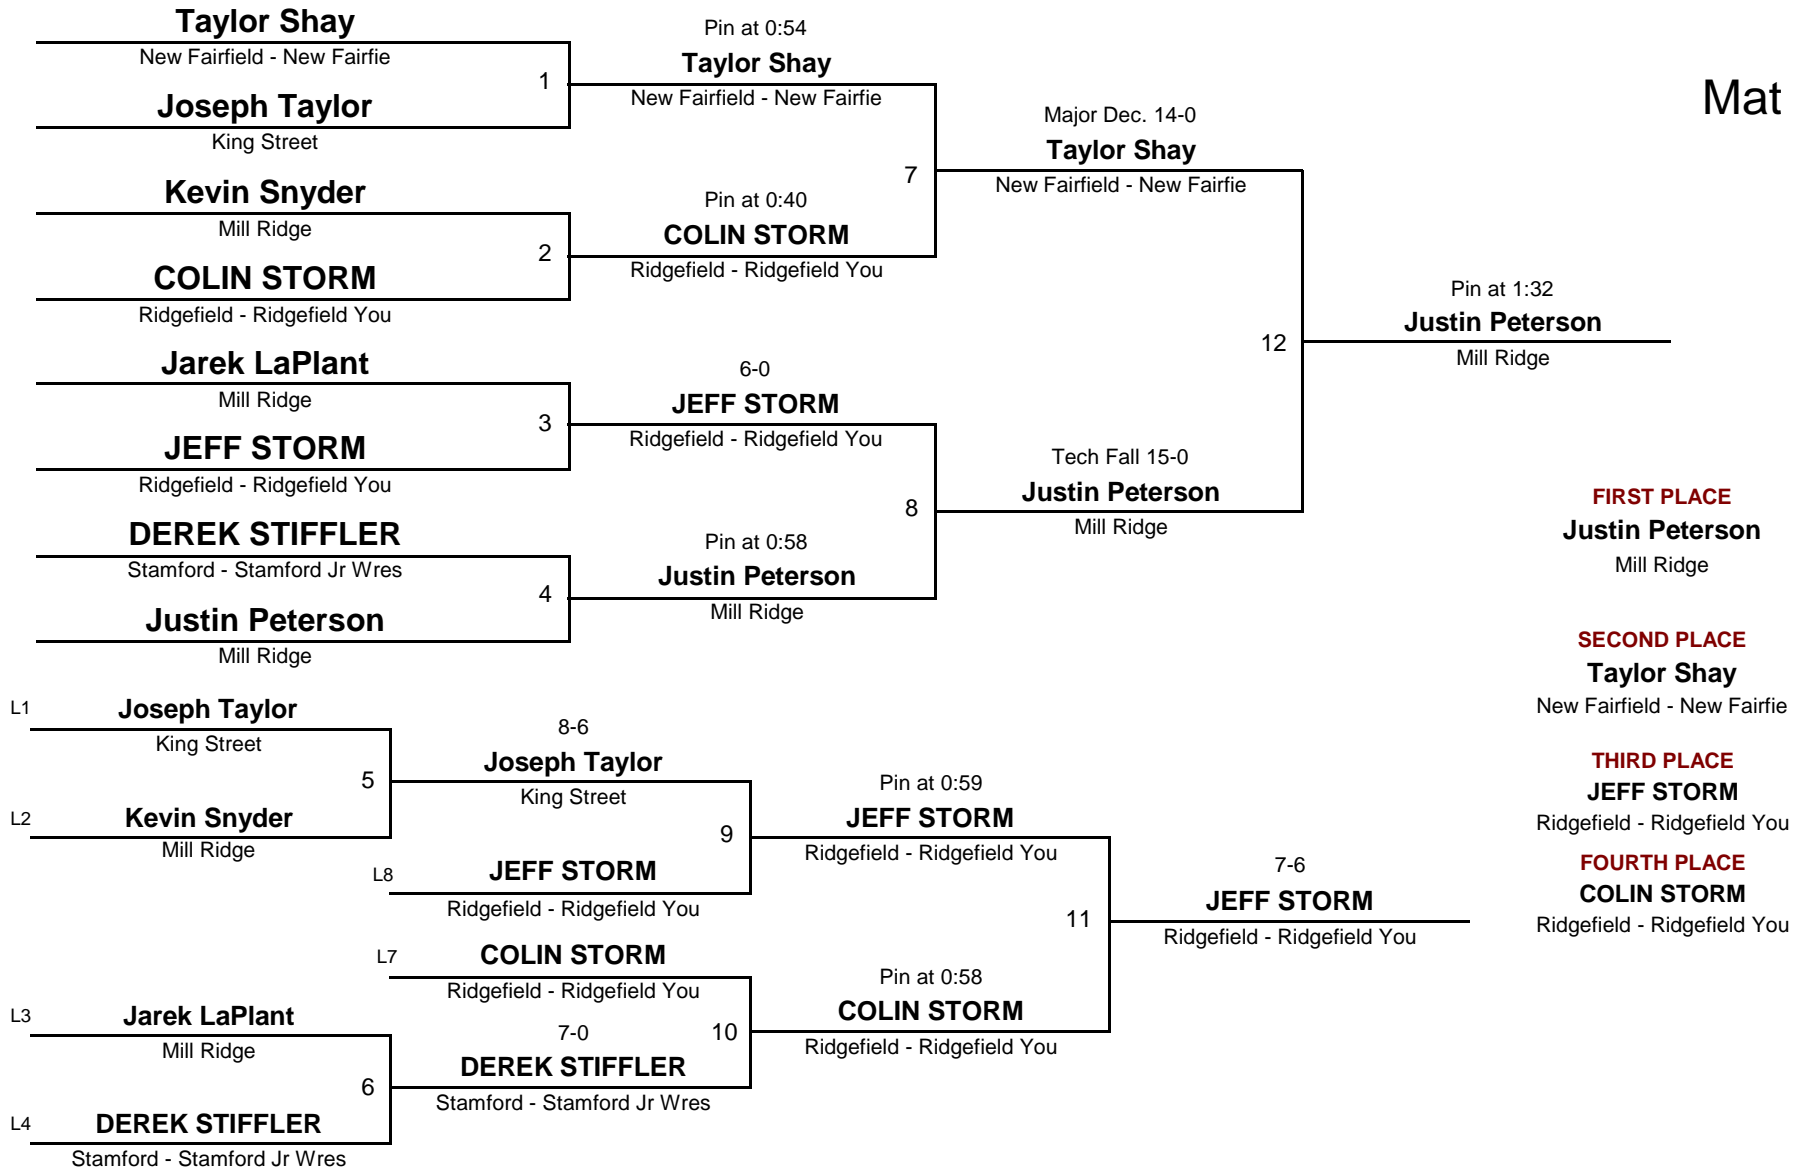 Taylor Shay
New Fairfield - New Fairfie
1
Joseph Taylor
King Street
Kevin Snyder
Mill Ridge
2
COLIN STORM
Ridgefield - Ridgefield You
Jarek LaPlant
Mill Ridge
3
JEFF STORM
Ridgefield - Ridgefield You
DEREK STIFFLER
Stamford - Stamford Jr Wres
4
Justin Peterson
Mill Ridge
Pin at 0:54
Taylor Shay
New Fairfield - New Fairfie
7
Pin at 0:40
COLIN STORM
Ridgefield - Ridgefield You
6-0
JEFF STORM
Ridgefield - Ridgefield You
8
Pin at 0:58
Justin Peterson
Mill Ridge
Major Dec. 14-0
Taylor Shay
New Fairfield - New Fairfie
12
Tech Fall 15-0
Justin Peterson
Mill Ridge
Mat
Pin at 1:32
Justin Peterson
Mill Ridge
FIRST PLACE
Justin Peterson
Mill Ridge
SECOND PLACE
Taylor Shay
New Fairfield - New Fairfie
THIRD PLACE
JEFF STORM
Ridgefield - Ridgefield You
FOURTH PLACE
COLIN STORM
Ridgefield - Ridgefield You
L1
Joseph Taylor
King Street
5
L2
Kevin Snyder
Mill Ridge
8-6
Joseph Taylor
King Street
9
L8
JEFF STORM
Ridgefield - Ridgefield You
L7
COLIN STORM
Ridgefield - Ridgefield You
10
7-0
DEREK STIFFLER
Stamford - Stamford Jr Wres
L3
Jarek LaPlant
Mill Ridge
6
L4
DEREK STIFFLER
Stamford - Stamford Jr Wres
Pin at 0:59
JEFF STORM
Ridgefield - Ridgefield You
11
Pin at 0:58
COLIN STORM
Ridgefield - Ridgefield You
7-6
JEFF STORM
Ridgefield - Ridgefield You